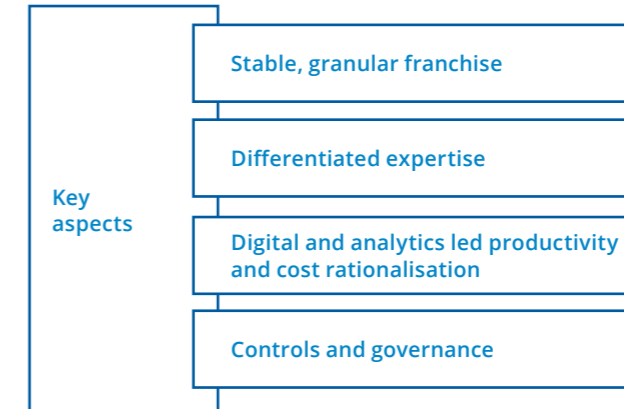 Stable, granular franchise
Differentiated expertise
Key
aspects
Digital and analytics led productivity
and cost rationalisation
Controls and governance